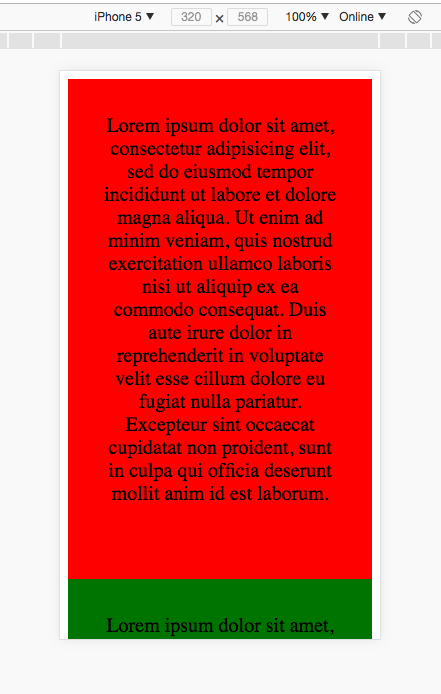 iPhone 5 ▼ 320 × 568 100% ▼ Online ▼
Lorem ipsum dolor sit amet,
consectetur adipisicing elit,
sed do eiusmod tempor
incididunt ut labore et dolore
magna aliqua. Ut enim ad
minim veniam, quis nostrud
exercitation ullamco laboris
nisi ut aliquip ex ea
commodo consequat. Duis
aute irure dolor in
reprehenderit in voluptate
velit esse cillum dolore eu
fugiat nulla pariatur.
Excepteur sint occaecat
cupidatat non proident, sunt
in culpa qui officia deserunt
mollit anim id est laborum.
Lorem ipsum dolor sit amet,